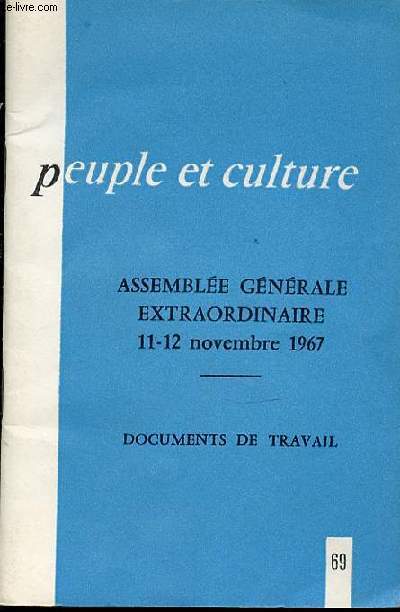 e-livre.com
peuple et culture
ASSEMBLÉE GÉNÉRALE
EXTRAORDINAIRE
11-12 novembre 1967
DOCUMENTS DE TRAVAIL
69